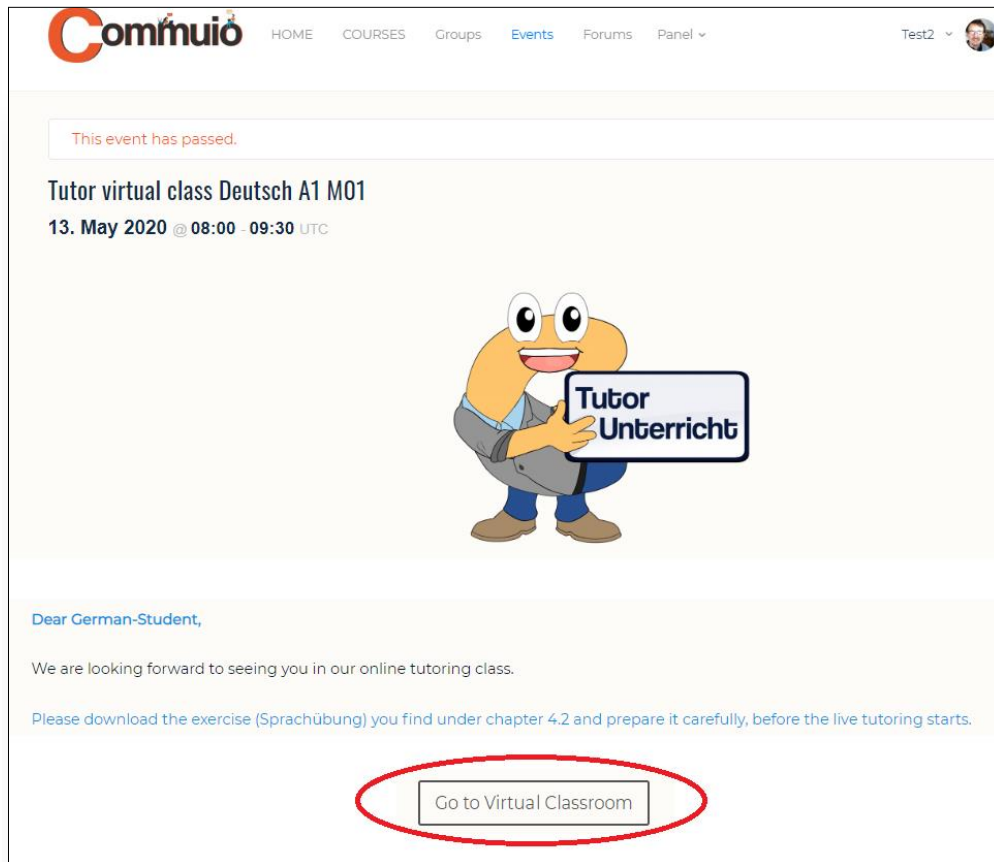 Commuio HOME COURSES Groups Events Forums Panel Test2
This event has passed.
Tutor virtual class Deutsch A1 M01
13. May 2020 @ 08:00 - 09:30 UTC
Tutor
Unterricht
Dear German-Student,
We are looking forward to seeing you in our online tutoring class.
Please download the exercise (Sprachübung) you find under chapter 4.2 and prepare it carefully, before the live tutoring starts.
Go to Virtual Classroom